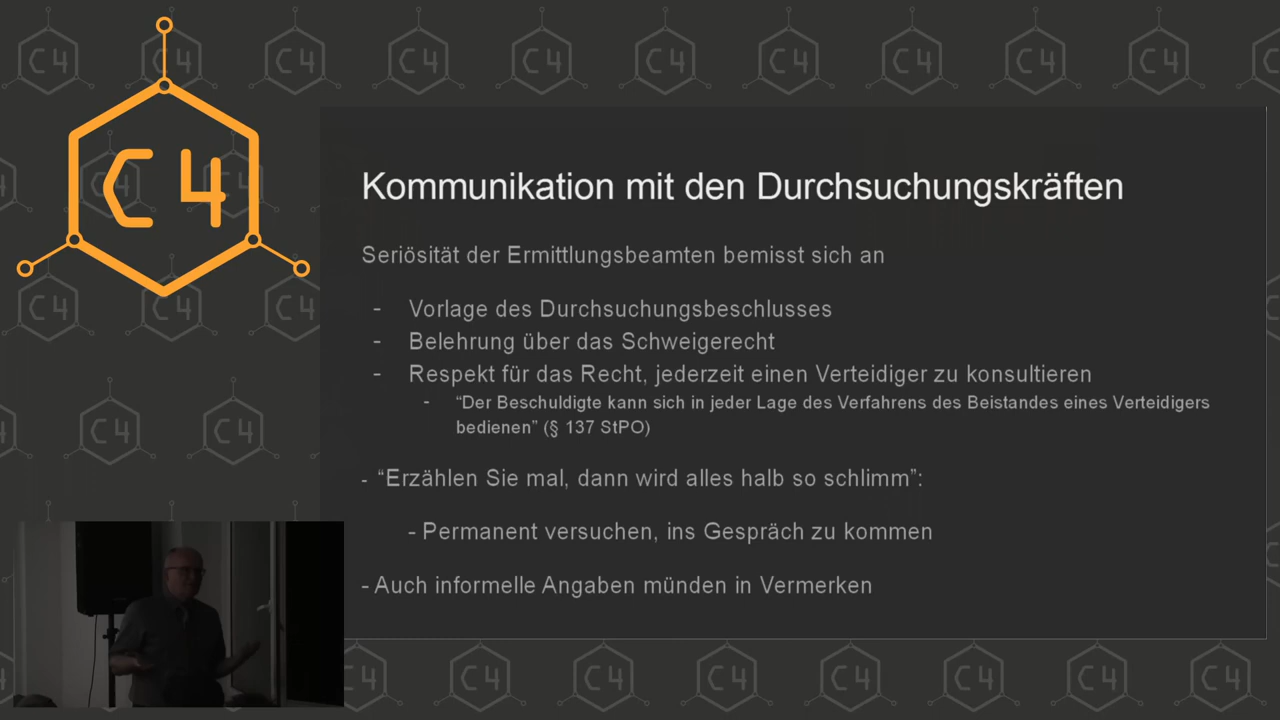 C4
Kommunikation mit den Durchsuchungskräften
Seriösität der Ermittlungsbeamten bemisst sich an
- Vorlage des Durchsuchungsbeschlusses
- Belehrung über das Schweigerecht
- Respekt für das Recht, jederzeit einen Verteidiger zu konsultieren
- “Der Beschuldigte kann sich in jeder Lage des Verfahrens des Beistandes eines Verteidigers
bedienen” (§ 137 StPO)
- “Erzählen Sie mal, dann wird alles halb so schlimm”:
- Permanent versuchen, ins Gespräch zu kommen
- Auch informelle Angaben münden in Vermerken